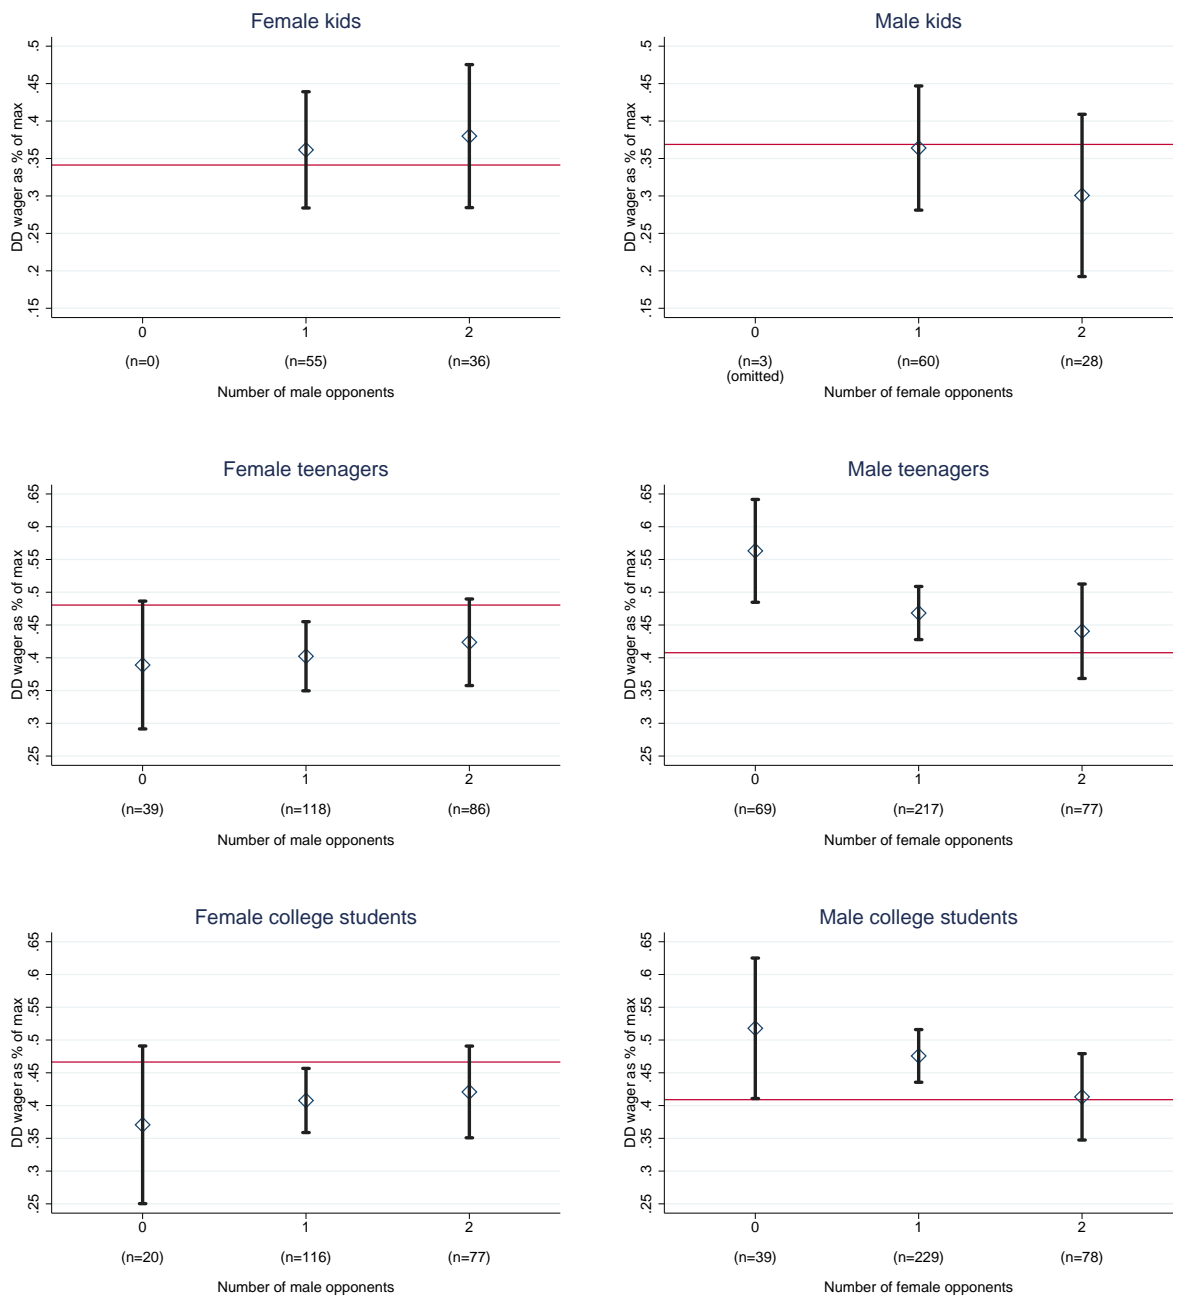 Female kids
DD wager as % of max
.5
.45
.4
.35
.3
.25
.2
.15
0
1
2
(n=0)
(n=55)
(n=36)
Number of male opponents
Male kids
DD wager as % of max
.5
.45
.4
.35
.3
.25
.2
.15
0
1
2
(n=3)
(omitted)
(n=60)
(n=28)
Number of female opponents
Female teenagers
DD wager as % of max
.65
.6
.55
.5
.45
.4
.35
.3
.25
0
1
2
(n=39)
(n=118)
(n=86)
Number of male opponents
Male teenagers
DD wager as % of max
.65
.6
.55
.5
.45
.4
.35
.3
.25
0
1
2
(n=69)
(n=217)
(n=77)
Number of female opponents
Female college students
DD wager as % of max
.65
.6
.55
.5
.45
.4
.35
.3
.25
0
1
2
(n=20)
(n=116)
(n=77)
Number of male opponents
Male college students
DD wager as % of max
.65
.6
.55
.5
.45
.4
.35
.3
.25
0
1
2
(n=39)
(n=229)
(n=78)
Number of female opponents